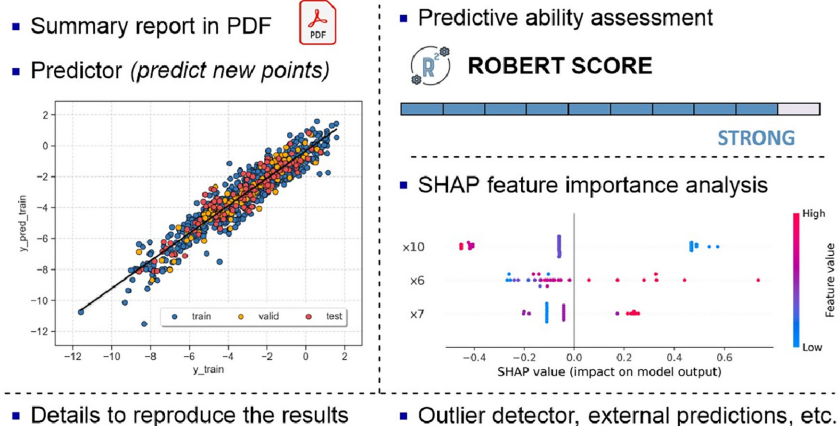 ▪ Summary report in PDF
PDF
▪ Predictor (predict new points)
2
0
−2
−4
−6
−8
−10
−12
y_pred_train
train valid test
−12 −10 −8 −6 −4 −2 0 2
y_train
▪ Details to reproduce the results
▪ Predictive ability assessment
R2
ROBERT SCORE
STRONG
▪ SHAP feature importance analysis
High
x10
x6
x7
Feature value
Low
−0.4 −0.2 0.0 0.2 0.4 0.6
SHAP value (impact on model output)
▪ Outlier detector, external predictions, etc.